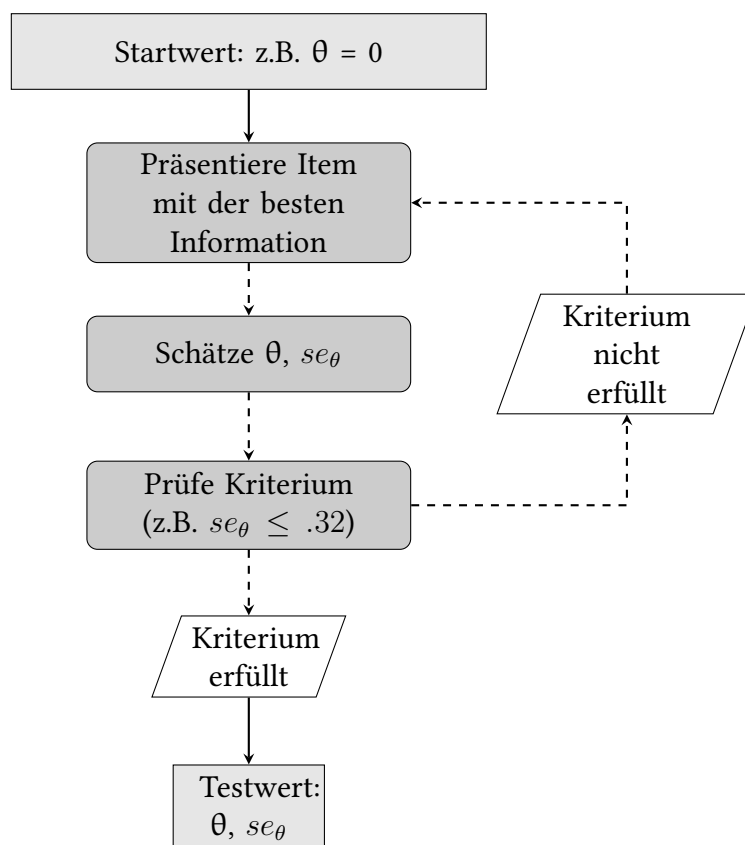 Startwert: z.B. θ = 0
Präsentiere Item
mit der besten
Information
Schätze θ, se_θ
Kriterium
nicht
erfüllt
Prüfe Kriterium
(z.B. se_θ ≤ .32)
Kriterium
erfüllt
Testwert:
θ, se_θ